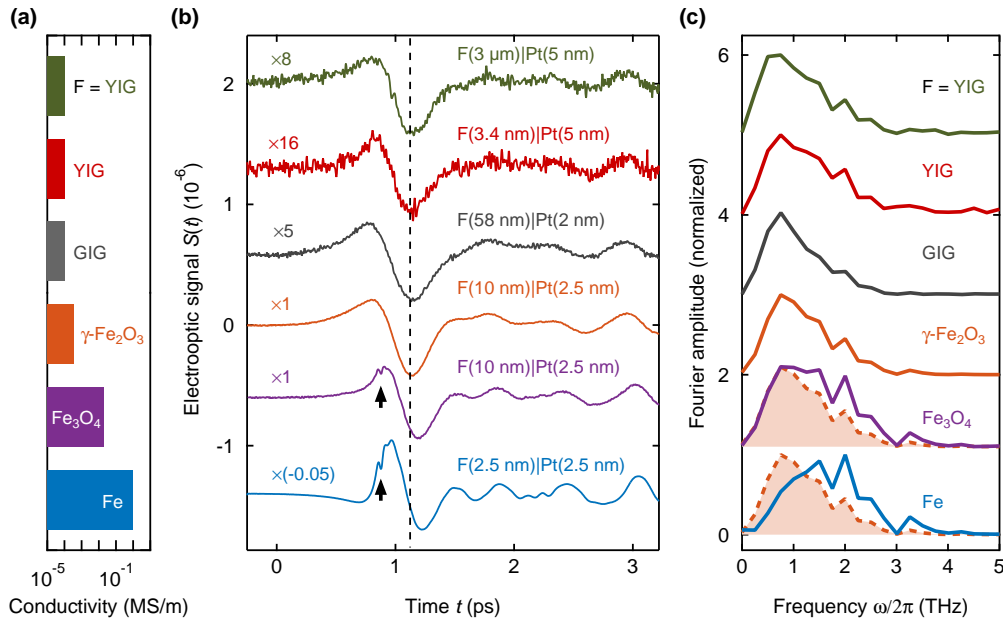 (a)
F = YIG
YIG
GIG
γ-Fe₂O₃
Fe₃O₄
Fe
10⁻⁵ 10⁻¹
Conductivity (MS/m)
(b)
Electrooptic signal S(t) (10⁻⁶)
2
1
0
-1
×8 F(3 μm)|Pt(5 nm)
×16 F(3.4 nm)|Pt(5 nm)
×5 F(58 nm)|Pt(2 nm)
×1 F(10 nm)|Pt(2.5 nm)
×1 F(10 nm)|Pt(2.5 nm)
×(-0.05) F(2.5 nm)|Pt(2.5 nm)
0 1 2 3
Time t (ps)
(c)
Fourier amplitude (normalized)
6
4
2
0
F = YIG
YIG
GIG
γ-Fe₂O₃
Fe₃O₄
Fe
0 1 2 3 4 5
Frequency ω/2π (THz)